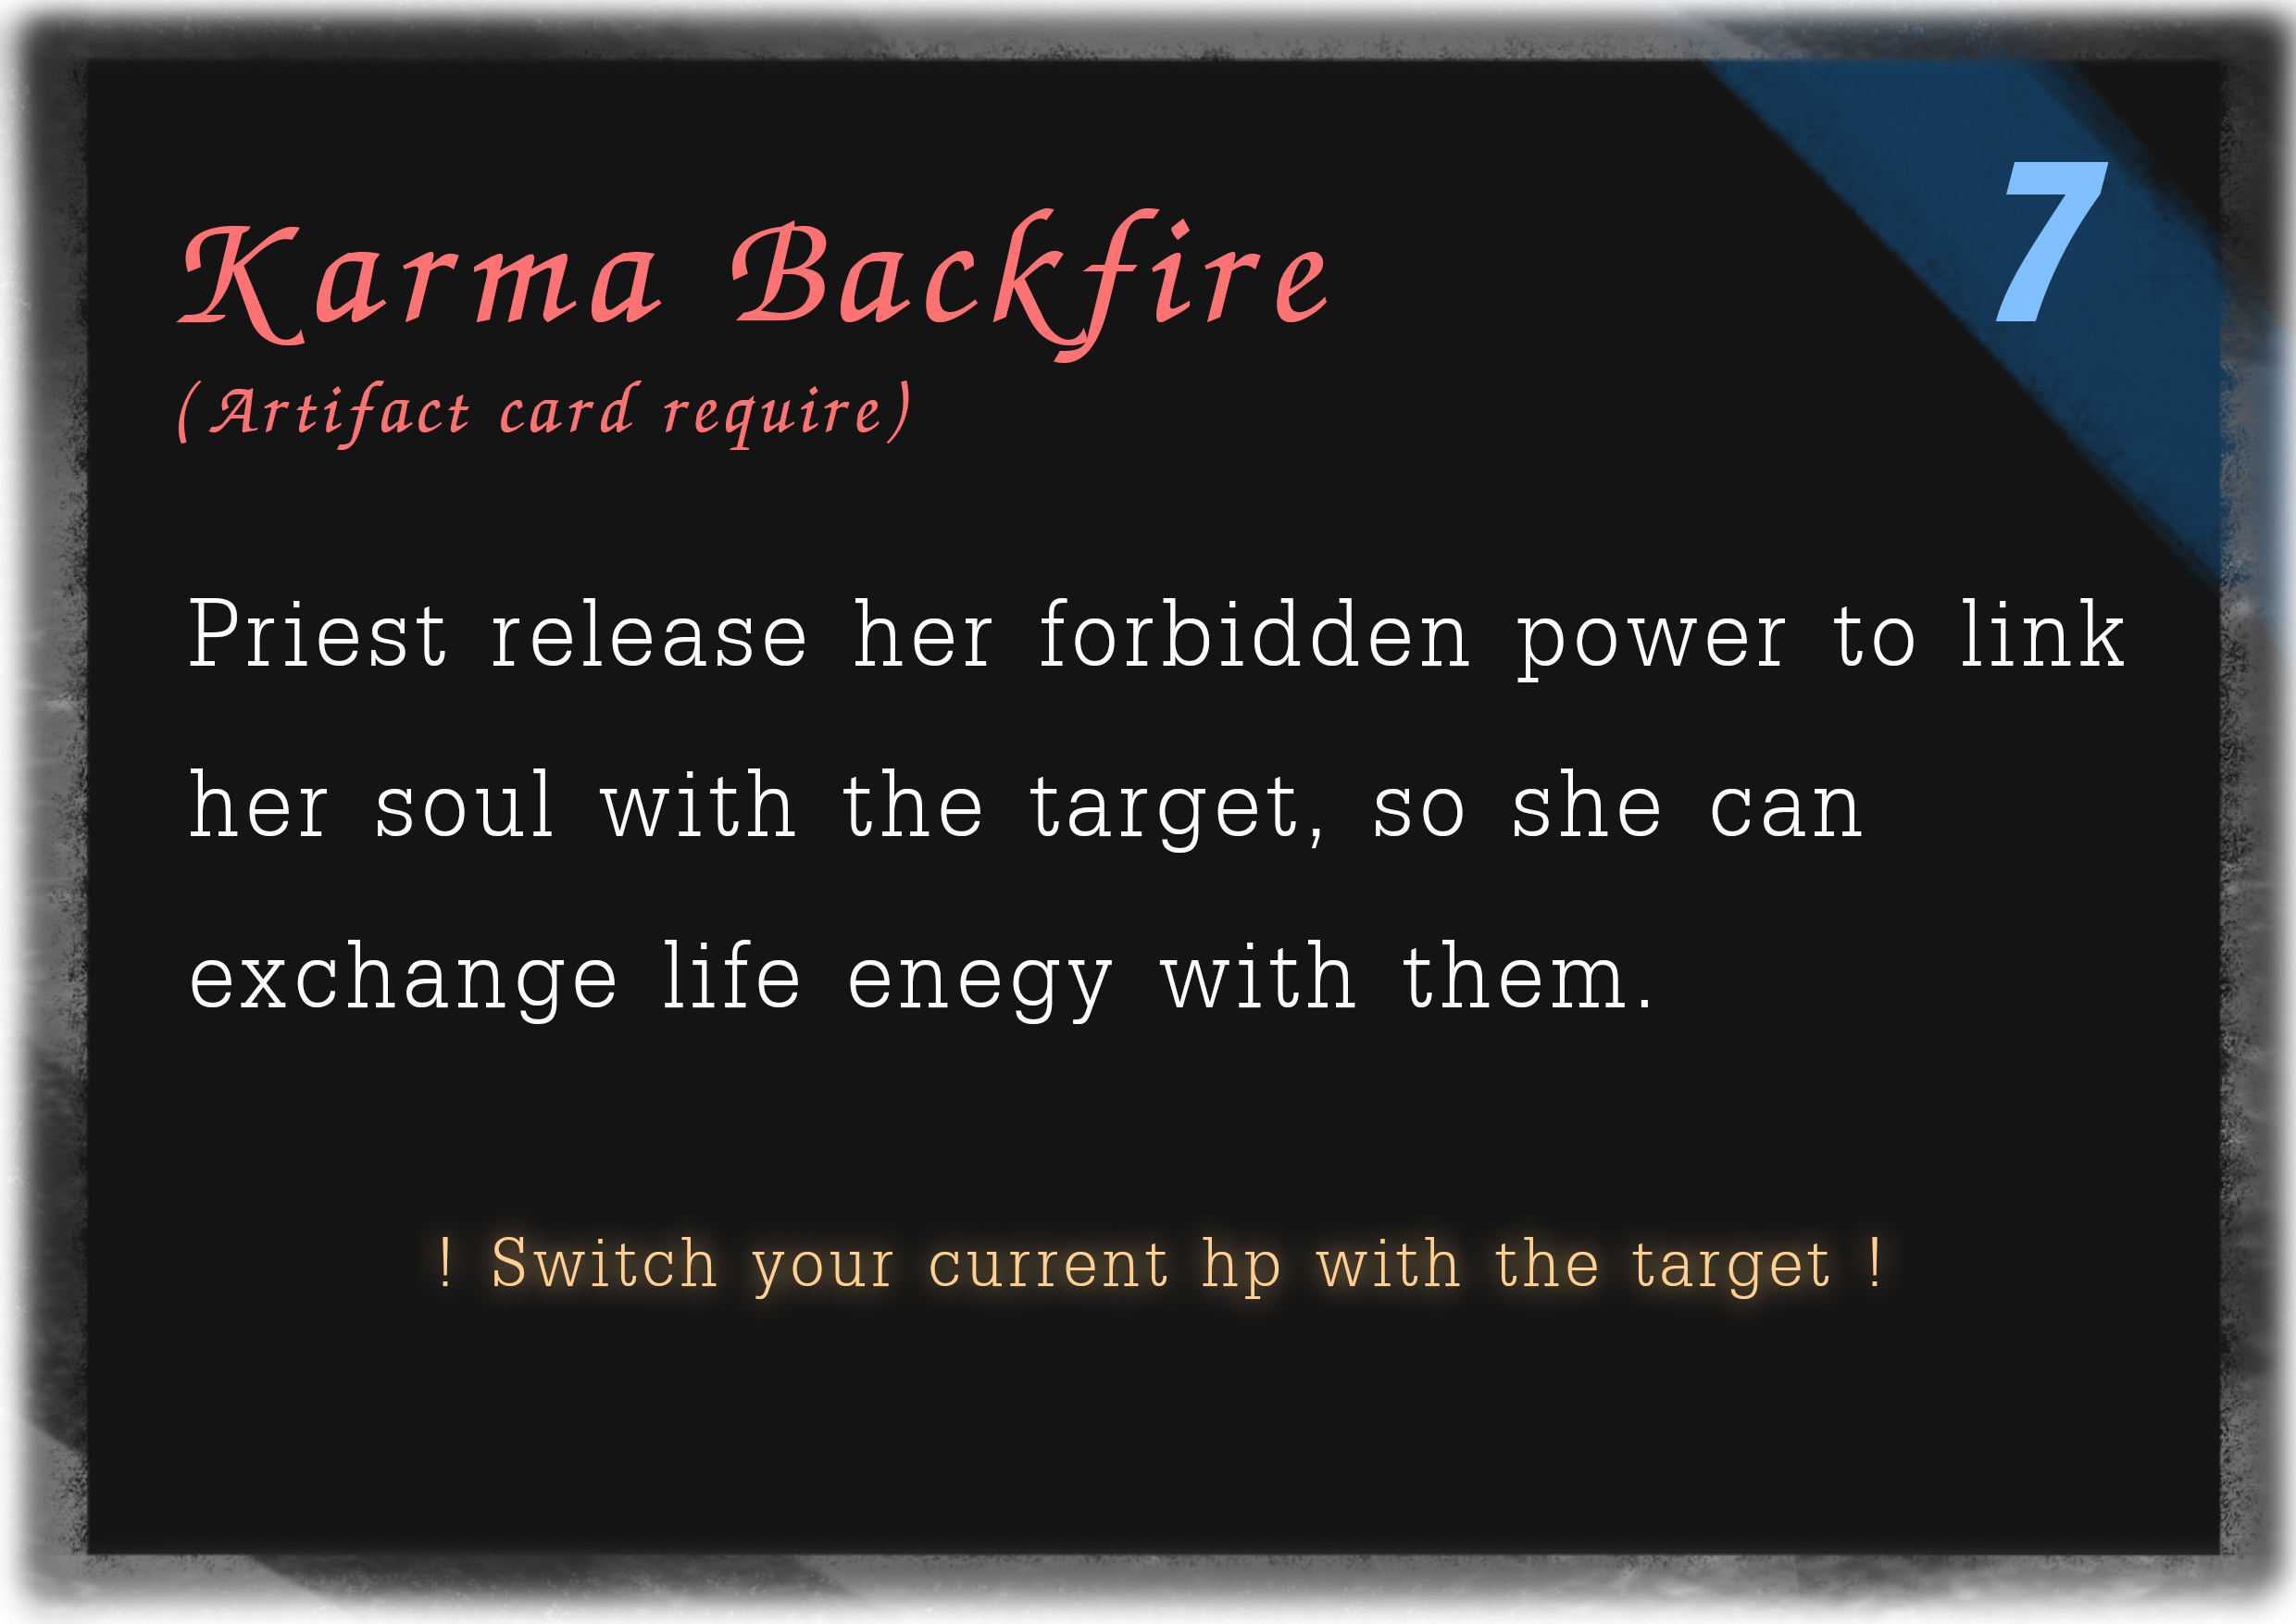 7
Karma Backfire
(Artifact card require)
Priest release her forbidden power to link
her soul with the target, so she can
exchange life enegy with them.
! Switch your current hp with the target !